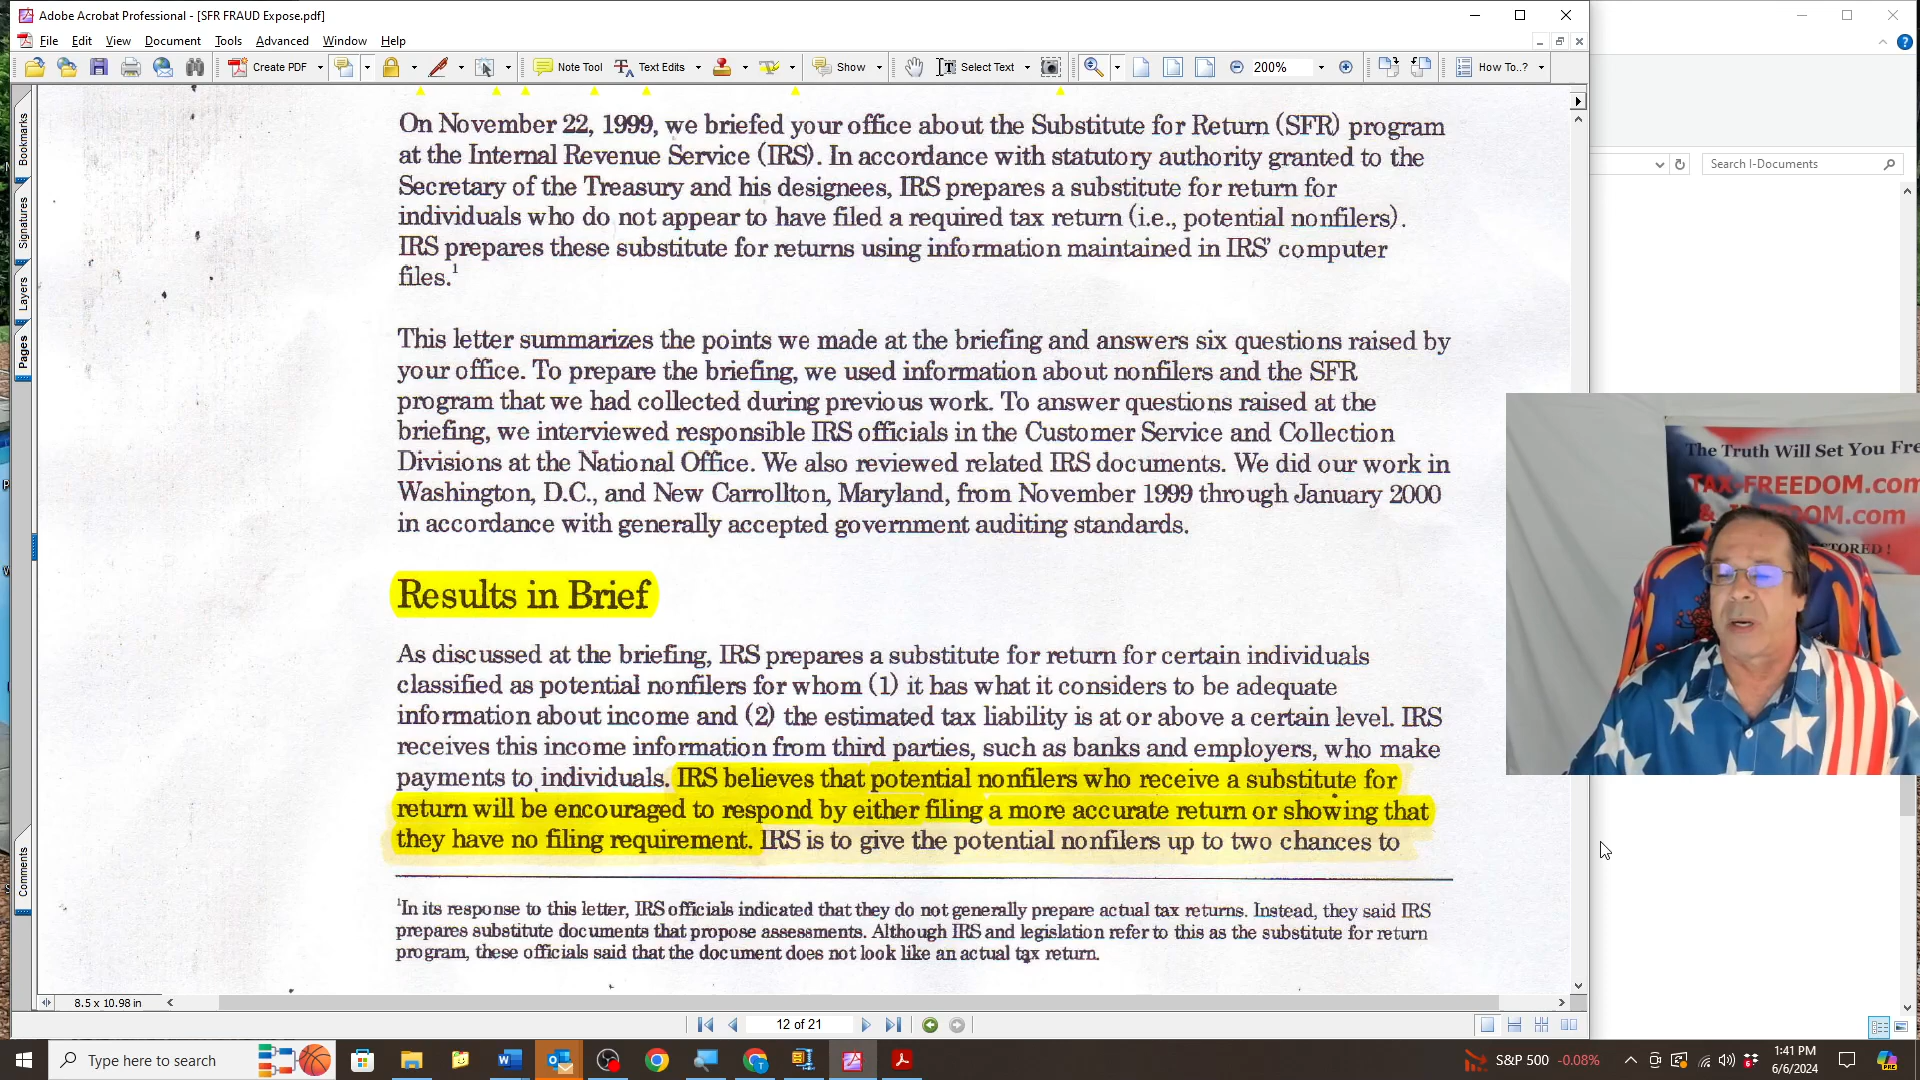 Adobe Acrobat Professional - [SFR FRAUD Expose.pdf]
File Edit View Document Tools Advanced Window Help
Create PDF Note Tool Text Edits Show Select Text 200% How To..?
Search I-Documents
Bookmarks
Signatures
Layers
Pages
Comments
On November 22, 1999, we briefed your office about the Substitute for Return (SFR) program
at the Internal Revenue Service (IRS). In accordance with statutory authority granted to the
Secretary of the Treasury and his designees, IRS prepares a substitute for return for
individuals who do not appear to have filed a required tax return (i.e., potential nonfilers).
IRS prepares these substitute for returns using information maintained in IRS' computer
files.1
This letter summarizes the points we made at the briefing and answers six questions raised by
your office. To prepare the briefing, we used information about nonfilers and the SFR
program that we had collected during previous work. To answer questions raised at the
briefing, we interviewed responsible IRS officials in the Customer Service and Collection
Divisions at the National Office. We also reviewed related IRS documents. We did our work in
Washington, D.C., and New Carrollton, Maryland, from November 1999 through January 2000
in accordance with generally accepted government auditing standards.
Results in Brief
As discussed at the briefing, IRS prepares a substitute for return for certain individuals
classified as potential nonfilers for whom (1) it has what it considers to be adequate
information about income and (2) the estimated tax liability is at or above a certain level. IRS
receives this income information from third parties, such as banks and employers, who make
payments to individuals. IRS believes that potential nonfilers who receive a substitute for
return will be encouraged to respond by either filing a more accurate return or showing that
they have no filing requirement. IRS is to give the potential nonfilers up to two chances to
1In its response to this letter, IRS officials indicated that they do not generally prepare actual tax returns. Instead, they said IRS
prepares substitute documents that propose assessments. Although IRS and legislation refer to this as the substitute for return
program, these officials said that the document does not look like an actual tax return.
The Truth Will Set You Fre
TAX-FREEDOM.com
&
DOM.com
STORED !
8.5 x 10.98 in
12 of 21
Type here to search
S&P 500 -0.08%
1:41 PM
6/6/2024